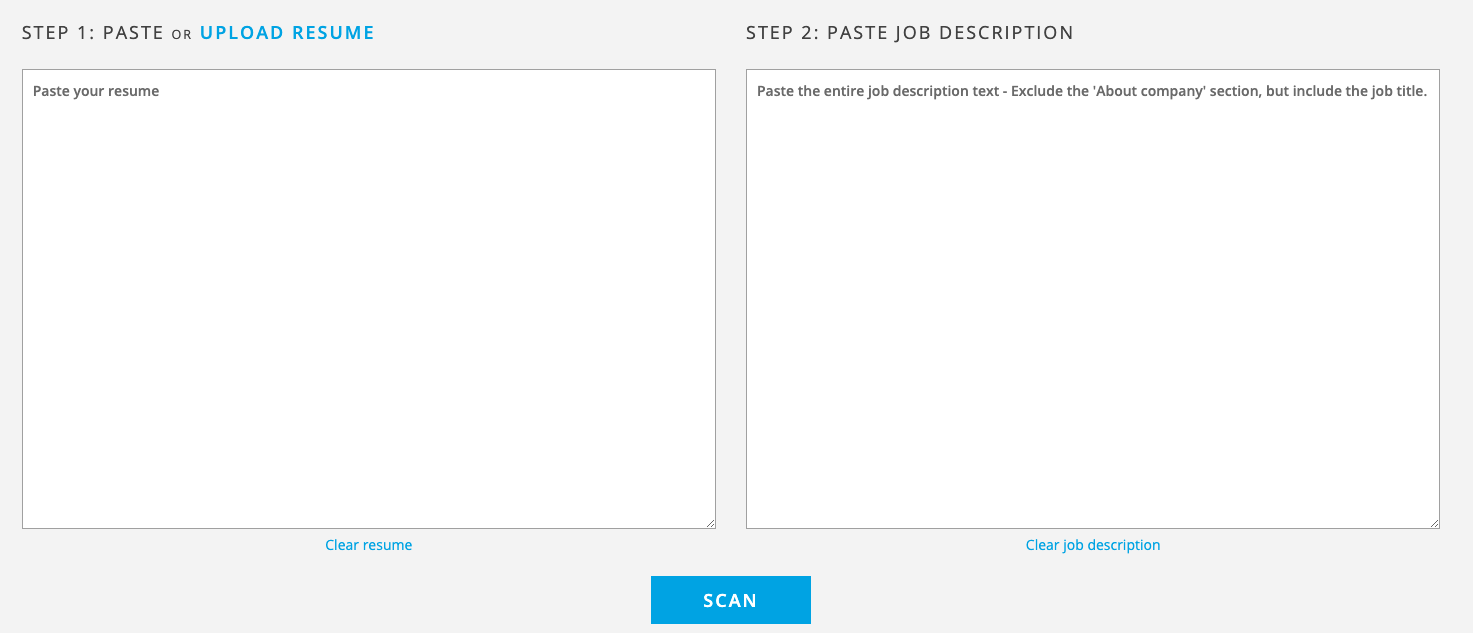 STEP 1: PASTE OR UPLOAD RESUME
Paste your resume
Clear resume
STEP 2: PASTE JOB DESCRIPTION
Paste the entire job description text - Exclude the 'About company' section, but include the job title.
Clear job description
SCAN